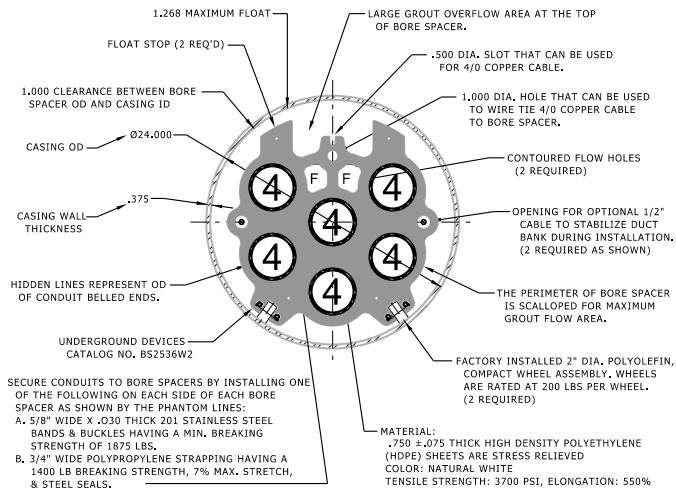 1.268 MAXIMUM FLOAT
LARGE GROUT OVERFLOW AREA AT THE TOP
OF BORE SPACER.
FLOAT STOP (2 REQ'D)
.500 DIA. SLOT THAT CAN BE USED
FOR 4/0 COPPER CABLE.
1.000 CLEARANCE BETWEEN BORE
SPACER OD AND CASING ID
1.000 DIA. HOLE THAT CAN BE USED
TO WIRE TIE 4/0 COPPER CABLE
TO BORE SPACER.
Ø24.000
CASING OD
CONTOURED FLOW HOLES
(2 REQUIRED)
F
F
4
4
.375
CASING WALL
THICKNESS
4
OPENING FOR OPTIONAL 1/2"
CABLE TO STABILIZE DUCT
BANK DURING INSTALLATION.
(2 REQUIRED AS SHOWN)
4
4
4
HIDDEN LINES REPRESENT OD
OF CONDUIT BELLED ENDS.
THE PERIMETER OF BORE SPACER
IS SCALLOPED FOR MAXIMUM
GROUT FLOW AREA.
UNDERGROUND DEVICES
CATALOG NO. BS2536W2
FACTORY INSTALLED 2" DIA. POLYOLEFIN,
COMPACT WHEEL ASSEMBLY. WHEELS
ARE RATED AT 200 LBS PER WHEEL.
(2 REQUIRED)
SECURE CONDUITS TO BORE SPACERS BY INSTALLING ONE
OF THE FOLLOWING ON EACH SIDE OF EACH BORE
SPACER AS SHOWN BY THE PHANTOM LINES:
A. 5/8" WIDE X .030 THICK 201 STAINLESS STEEL
BANDS & BUCKLES HAVING A MIN. BREAKING
STRENGTH OF 1875 LBS.
B. 3/4" WIDE POLYPROPYLENE STRAPPING HAVING A
1400 LB BREAKING STRENGTH, 7% MAX. STRETCH,
& STEEL SEALS.
MATERIAL:
.750 ±.075 THICK HIGH DENSITY POLYETHYLENE
(HDPE) SHEETS ARE STRESS RELIEVED
COLOR: NATURAL WHITE
TENSILE STRENGTH: 3700 PSI, ELONGATION: 550%